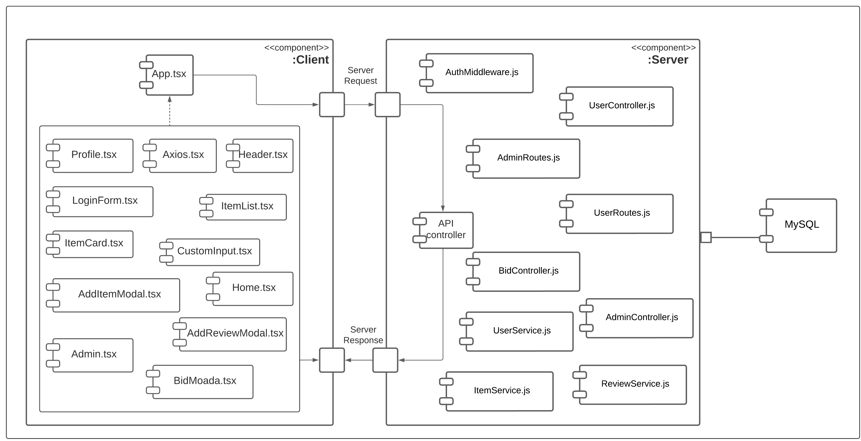 <<component>>
:Client
App.tsx
Profile.tsx
Axios.tsx
Header.tsx
LoginForm.tsx
ItemList.tsx
ItemCard.tsx
CustomInput.tsx
AddItemModal.tsx
Home.tsx
AddReviewModal.tsx
Admin.tsx
BidMoada.tsx
Server
Request
Server
Response
<<component>>
:Server
AuthMiddleware.js
UserController.js
AdminRoutes.js
UserRoutes.js
API
controller
BidController.js
AdminController.js
UserService.js
ItemService.js
ReviewService.js
MySQL